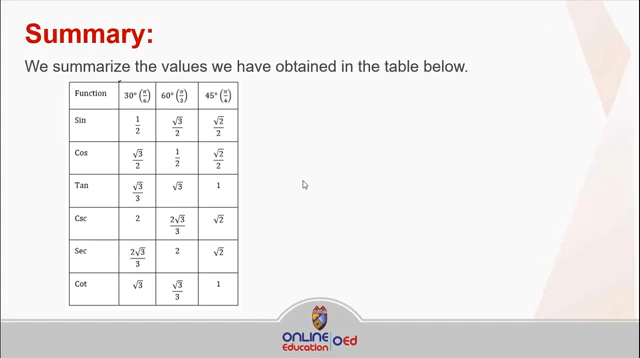 Summary:
We summarize the values we have obtained in the table below.
Function 30° (π/6) 60° (π/3) 45° (π/4)
Sin 1/2 √3/2 √2/2
Cos √3/2 1/2 √2/2
Tan √3/3 √3 1
Csc 2 2√3/3 √2
Sec 2√3/3 2 √2
Cot √3 √3/3 1
ONLINE
Education OEd